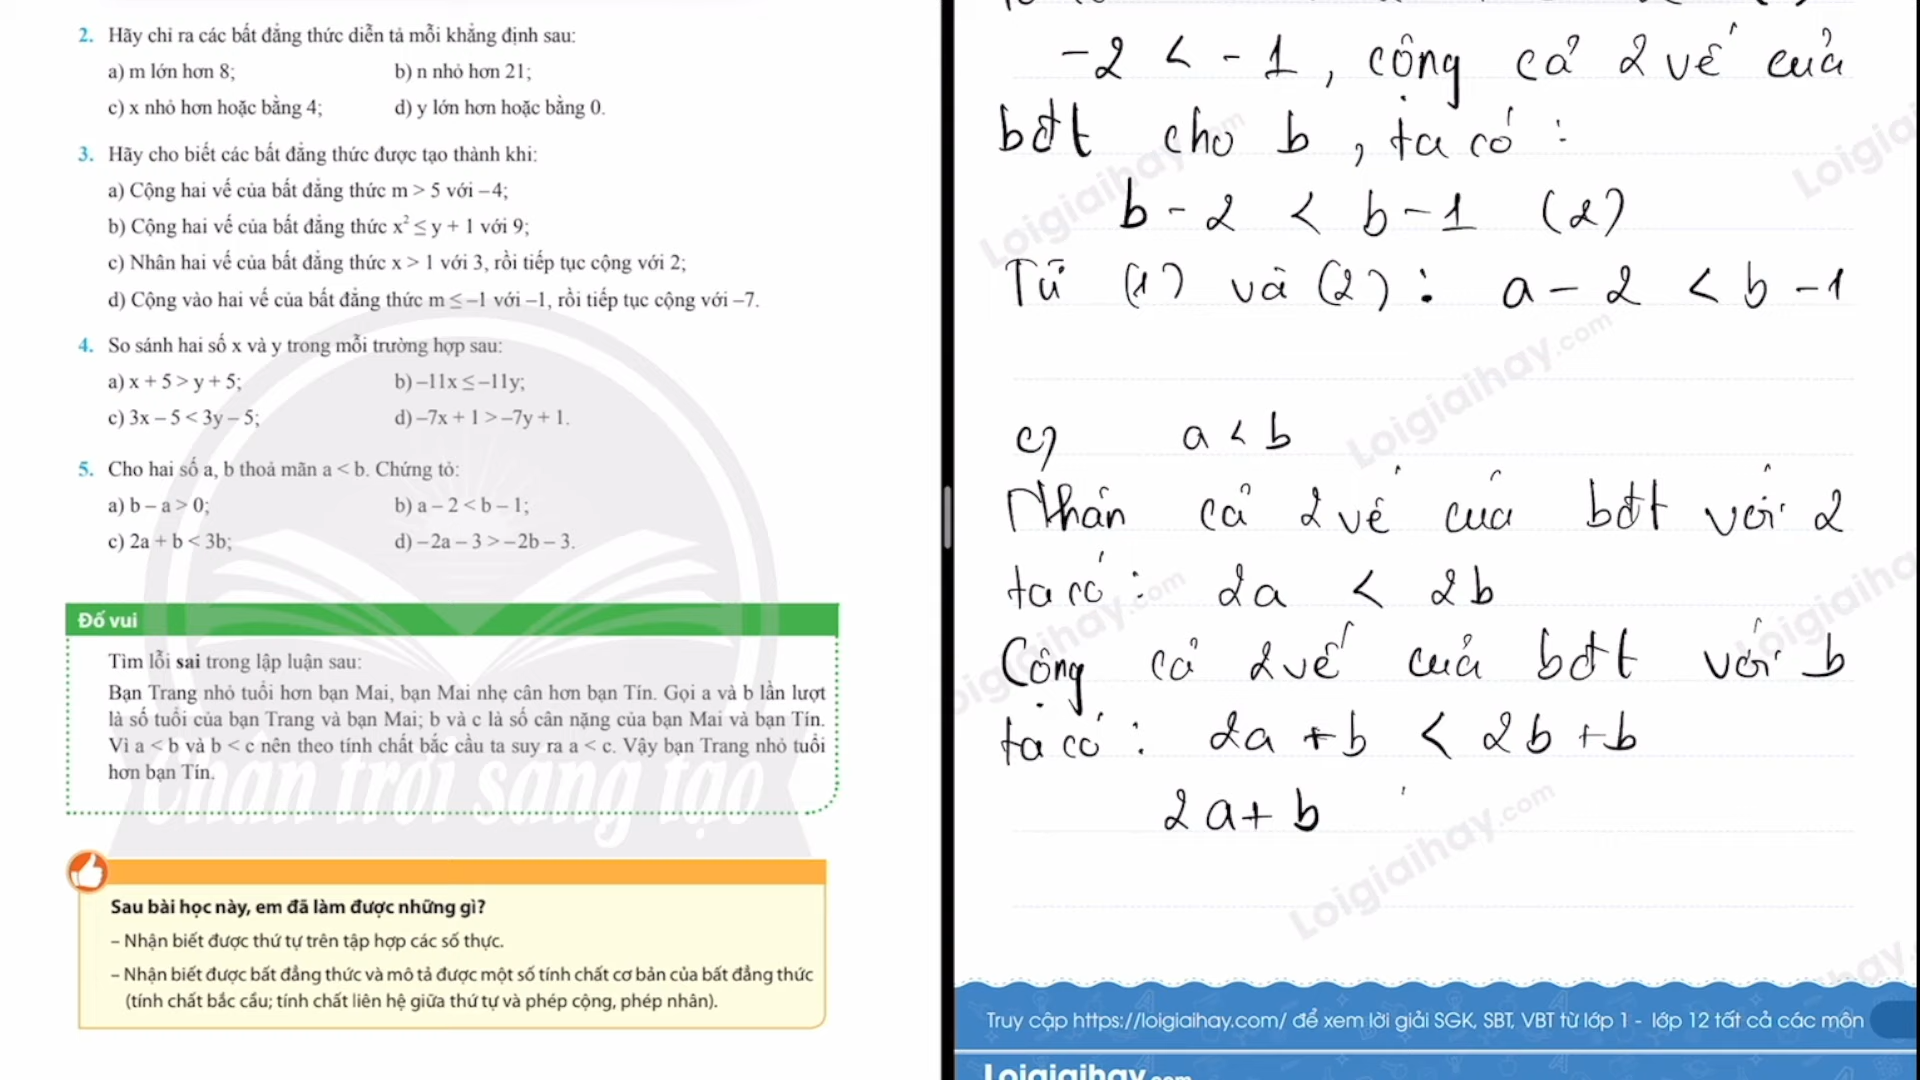 2. Hãy chỉ ra các bất đẳng thức diễn tả mỗi khẳng định sau:
a) m lớn hơn 8; b) n nhỏ hơn 21;
c) x nhỏ hơn hoặc bằng 4; d) y lớn hơn hoặc bằng 0.
3. Hãy cho biết các bất đẳng thức được tạo thành khi:
a) Cộng hai vế của bất đẳng thức m > 5 với –4;
b) Cộng hai vế của bất đẳng thức x² ≤ y + 1 với 9;
c) Nhân hai vế của bất đẳng thức x > 1 với 3, rồi tiếp tục cộng với 2;
d) Cộng vào hai vế của bất đẳng thức m ≤ –1 với –1, rồi tiếp tục cộng với –7.
4. So sánh hai số x và y trong mỗi trường hợp sau:
a) x + 5 > y + 5; b) –11x ≤ –11y;
c) 3x – 5 < 3y – 5; d) –7x + 1 > –7y + 1.
5. Cho hai số a, b thoả mãn a < b. Chứng tỏ:
a) b – a > 0; b) a – 2 < b – 1;
c) 2a + b < 3b; d) –2a – 3 > –2b – 3.
Đố vui
Tìm lỗi sai trong lập luận sau:
Bạn Trang nhỏ tuổi hơn bạn Mai, bạn Mai nhẹ cân hơn bạn Tín. Gọi a và b lần lượt
là số tuổi của bạn Trang và bạn Mai; b và c là số cân nặng của bạn Mai và bạn Tín.
Vì a < b và b < c nên theo tính chất bắc cầu ta suy ra a < c. Vậy bạn Trang nhỏ tuổi
hơn bạn Tín.
Chân trời sáng tạo
Sau bài học này, em đã làm được những gì?
– Nhận biết được thứ tự trên tập hợp các số thực.
– Nhận biết được bất đẳng thức và mô tả được một số tính chất cơ bản của bất đẳng thức
(tính chất bắc cầu; tính chất liên hệ giữa thứ tự và phép cộng, phép nhân).
-2 < -1, cộng cả 2 vế của
bđt cho b, ta có :
b - 2 < b - 1 (2)
Từ (1) và (2) : a - 2 < b - 1
c) a < b
Nhân cả 2 vế của bđt với 2
ta có : 2a < 2b
Cộng cả 2 vế của bđt với b
ta có : 2a + b < 2b + b
2a + b
Loigiaihay.com
Loigiaihay.com
Loigiaihay.com
Loigiaihay.com
Truy cập https://loigiaihay.com/ để xem lời giải SGK, SBT, VBT từ lớp 1 - lớp 12 tất cả các môn
Loigiaihay.com